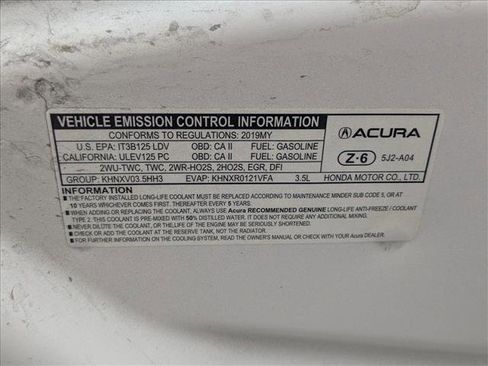 VEHICLE EMISSION CONTROL INFORMATION
CONFORMS TO REGULATIONS: 2019MY
U.S. EPA: IT3B125 LDV OBD: CA II FUEL: GASOLINE
CALIFORNIA: ULEV125 PC OBD: CA II FUEL: GASOLINE
2WU-TWC, TWC, 2WR-HO2S, 2HO2S, EGR, DFI
GROUP: KHNXV03.5HH3 EVAP: KHNXR0121VFA 3.5L
ACURA
Z-6 5J2-A04
HONDA MOTOR CO., LTD.
INFORMATION
■THE FACTORY INSTALLED LONG-LIFE COOLANT MUST BE REPLACED ACCORDING TO MAINTENANCE MINDER SUB CODE 5, OR AT
10 YEARS WHICHEVER COMES FIRST. THEN REPLACE EVERY 5 YEARS.
■WHEN ADDING OR REPLACING THE COOLANT, ALWAYS USE Acura RECOMMENDED GENUINE LONG-LIFE ANTI-FREEZE / COOLANT
TYPE 2. THIS COOLANT IS PRE-MIXED WITH 50% DISTILLED WATER, AND DOES NOT REQUIRE ANY ADDITIONAL MIXING.
■NEVER DILUTE THE COOLANT, OR THE LIFE OF THE ENGINE MAY BE SERIOUSLY SHORTENED.
■CHECK OR ADD THE COOLANT AT THE RESERVE TANK, NOT THE RADIATOR.
■FOR FURTHER INFORMATION ON THE COOLING SYSTEM, READ THE OWNER'S MANUAL OR ASK YOUR Acura DEALER.